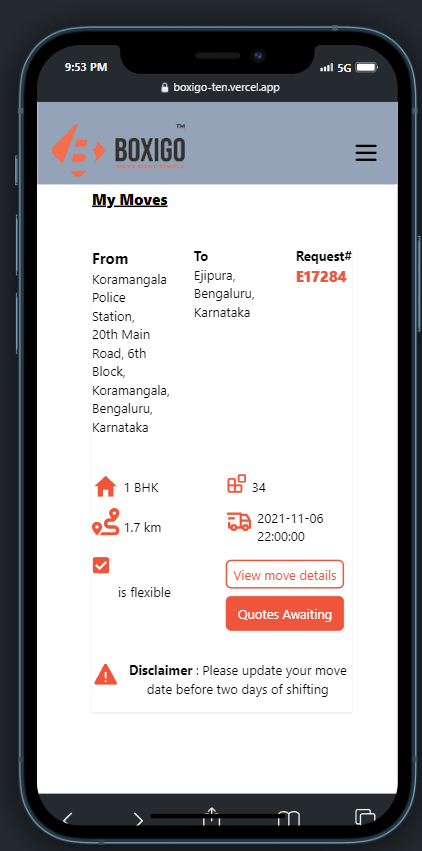 9:53 PM
5G
boxigo-ten.vercel.app
BOXIGO™
My Moves
From
Koramangala
Police
Station,
20th Main
Road, 6th
Block,
Koramangala,
Bengaluru,
Karnataka
To
Ejipura,
Bengaluru,
Karnataka
Request#
E17284
1 BHK
34
1.7 km
2021-11-06
22:00:00
is flexible
View move details
Quotes Awaiting
Disclaimer : Please update your move
date before two days of shifting